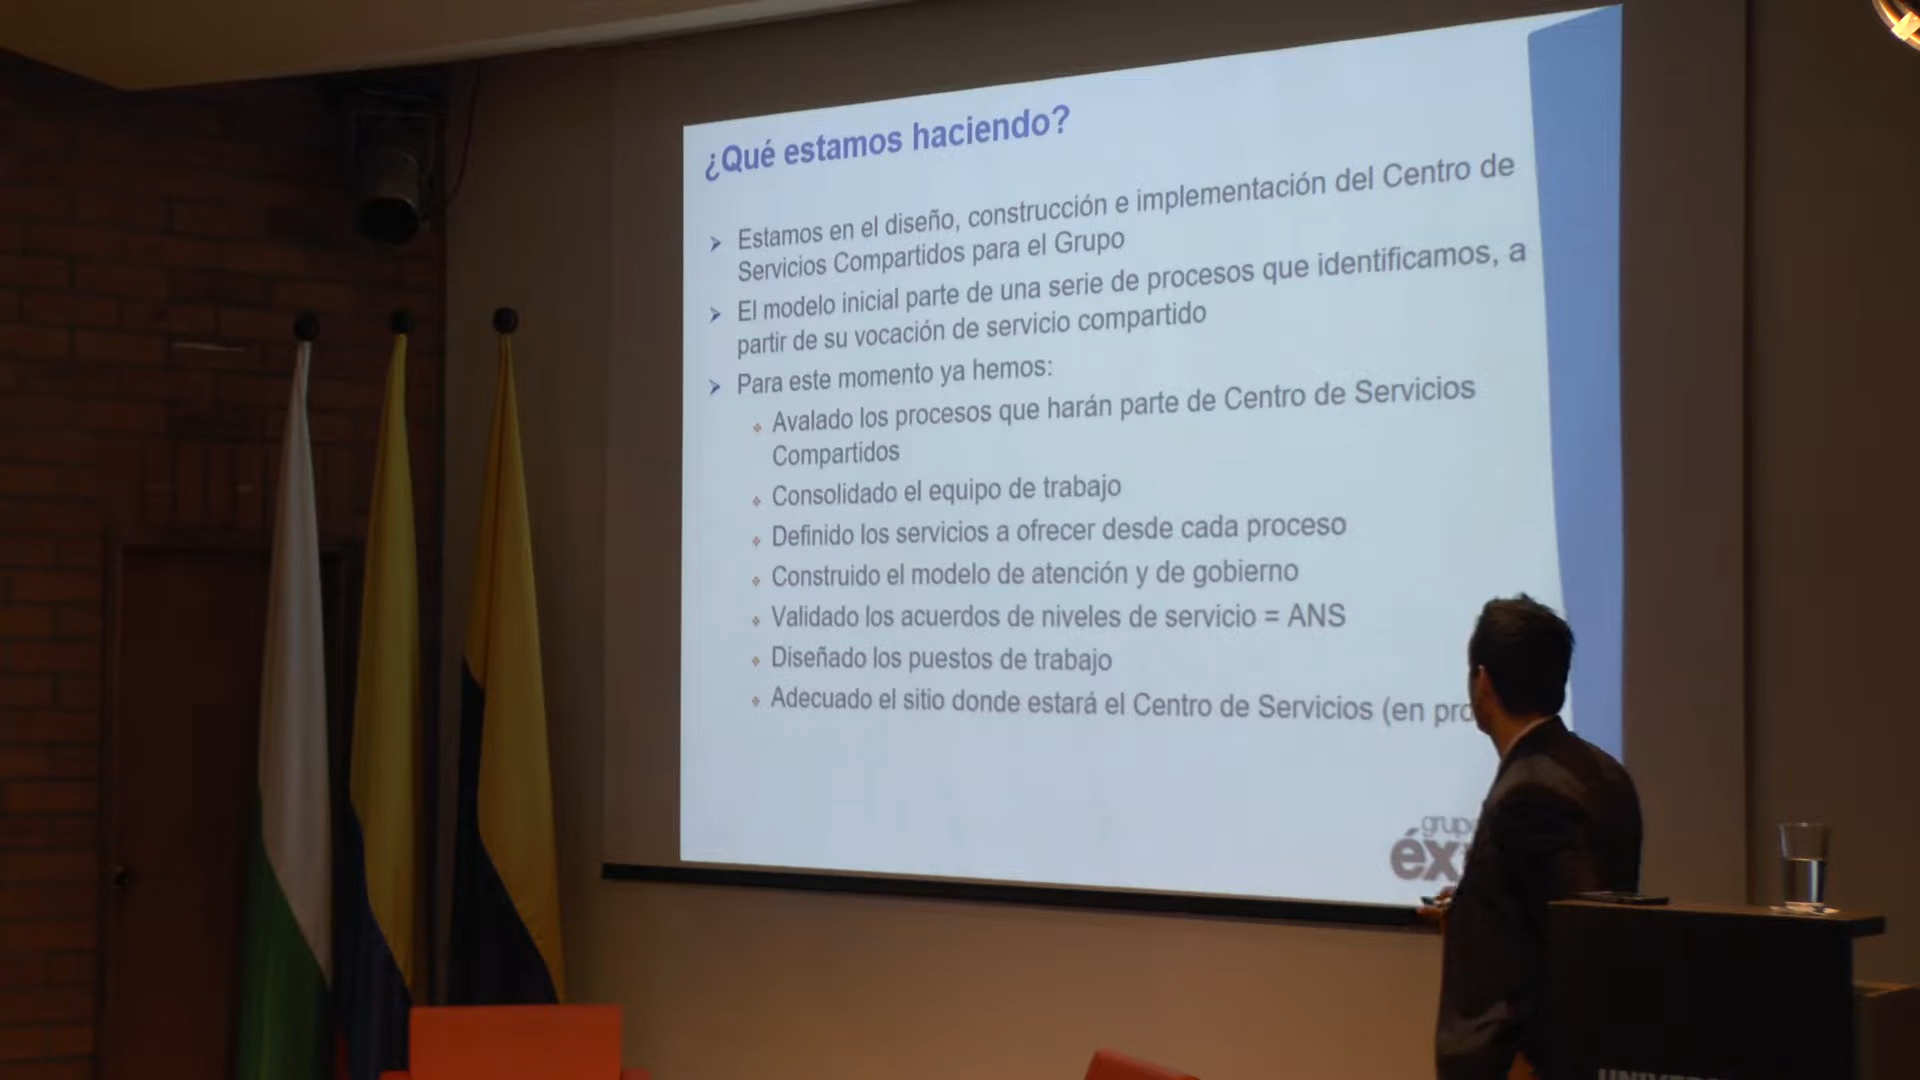 ¿Qué estamos haciendo?
Estamos en el diseño, construcción e implementación del Centro de
Servicios Compartidos para el Grupo
El modelo inicial parte de una serie de procesos que identificamos, a
partir de su vocación de servicio compartido
Para este momento ya hemos:
Avalado los procesos que harán parte de Centro de Servicios
Compartidos
Consolidado el equipo de trabajo
Definido los servicios a ofrecer desde cada proceso
Construido el modelo de atención y de gobierno
Validado los acuerdos de niveles de servicio = ANS
Diseñado los puestos de trabajo
Adecuado el sitio donde estará el Centro de Servicios (en